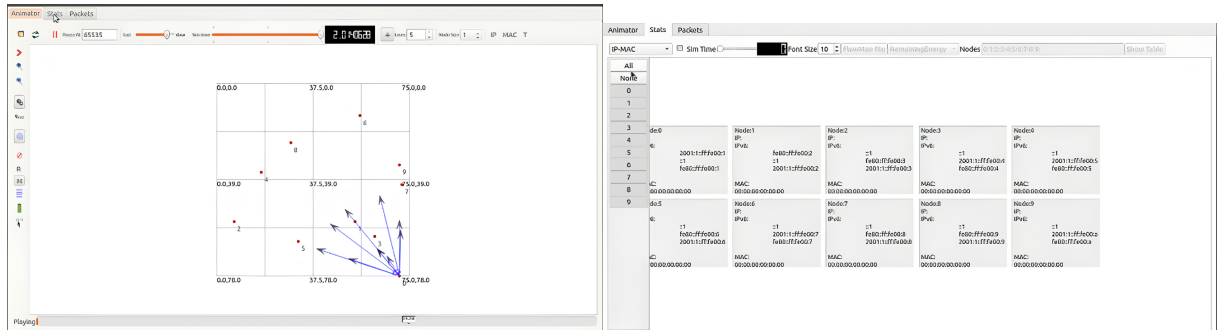 Animator Stats Packets
Pause At 65535
fast slow
Sim time
Lines 5
Node Size 1
IP MAC T
0.0,0.0 37.5,0.0 75.0,0.0
6
8
9
4
0.0,39.0 37.5,39.0 75.0,39.0
7
2
1
3
5
0
0.0,78.0 37.5,78.0 75.0,78.0
Playing
Animator Stats Packets
IP-MAC Sim Time Font Size 10 Flow-Mon file RemainingEnergy Nodes 0:1:2:3:4:5:6:7:8:9: Show Table
All
None
0
1
2
3
4
5
6
7
8
9
de:0 Node:1 Node:2 Node:3 Node:4
IP: IP: IP: IP:
IPv6: IPv6: IPv6: IPv6:
2001:1::ff:fe00:1 fe80::ff:fe00:2 ::1 ::1 ::1
::1 ::1 fe80::ff:fe00:3 2001:1::ff:fe00:4 2001:1::ff:fe00:5
fe80::ff:fe00:1 2001:1::ff:fe00:2 2001:1::ff:fe00:3 fe80::ff:fe00:4 fe80::ff:fe00:5
MAC: MAC: MAC: MAC:
00:00:00:00:00 00:00:00:00:00:00 00:00:00:00:00:00 00:00:00:00:00:00 00:00:00:00:00:00
de:5 Node:6 Node:7 Node:8 Node:9
IP: IP: IP: IP:
IPv6: IPv6: IPv6: IPv6:
::1 ::1 ::1 ::1 ::1
fe80::ff:fe00:6 2001:1::ff:fe00:7 fe80::ff:fe00:8 fe80::ff:fe00:9 2001:1::ff:fe00:a
2001:1::ff:fe00:6 fe80::ff:fe00:7 2001:1::ff:fe00:8 2001:1::ff:fe00:9 fe80::ff:fe00:a
MAC: MAC: MAC: MAC:
00:00:00:00:00 00:00:00:00:00:00 00:00:00:00:00:00 00:00:00:00:00:00 00:00:00:00:00:00